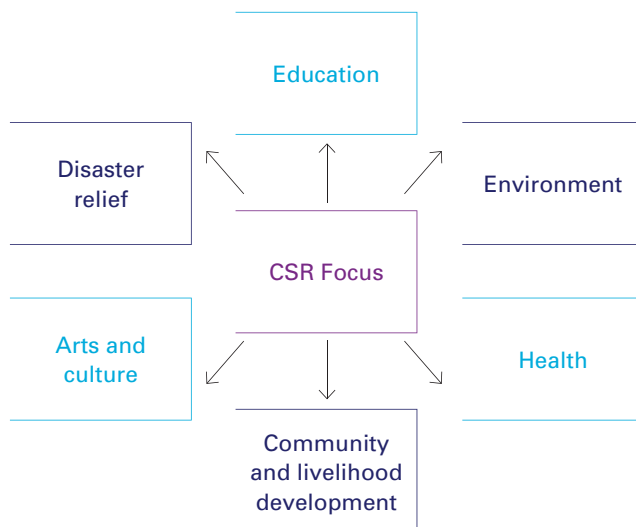 Education
Disaster
relief
Environment
CSR Focus
Arts and
culture
Health
Community
and livelihood
development